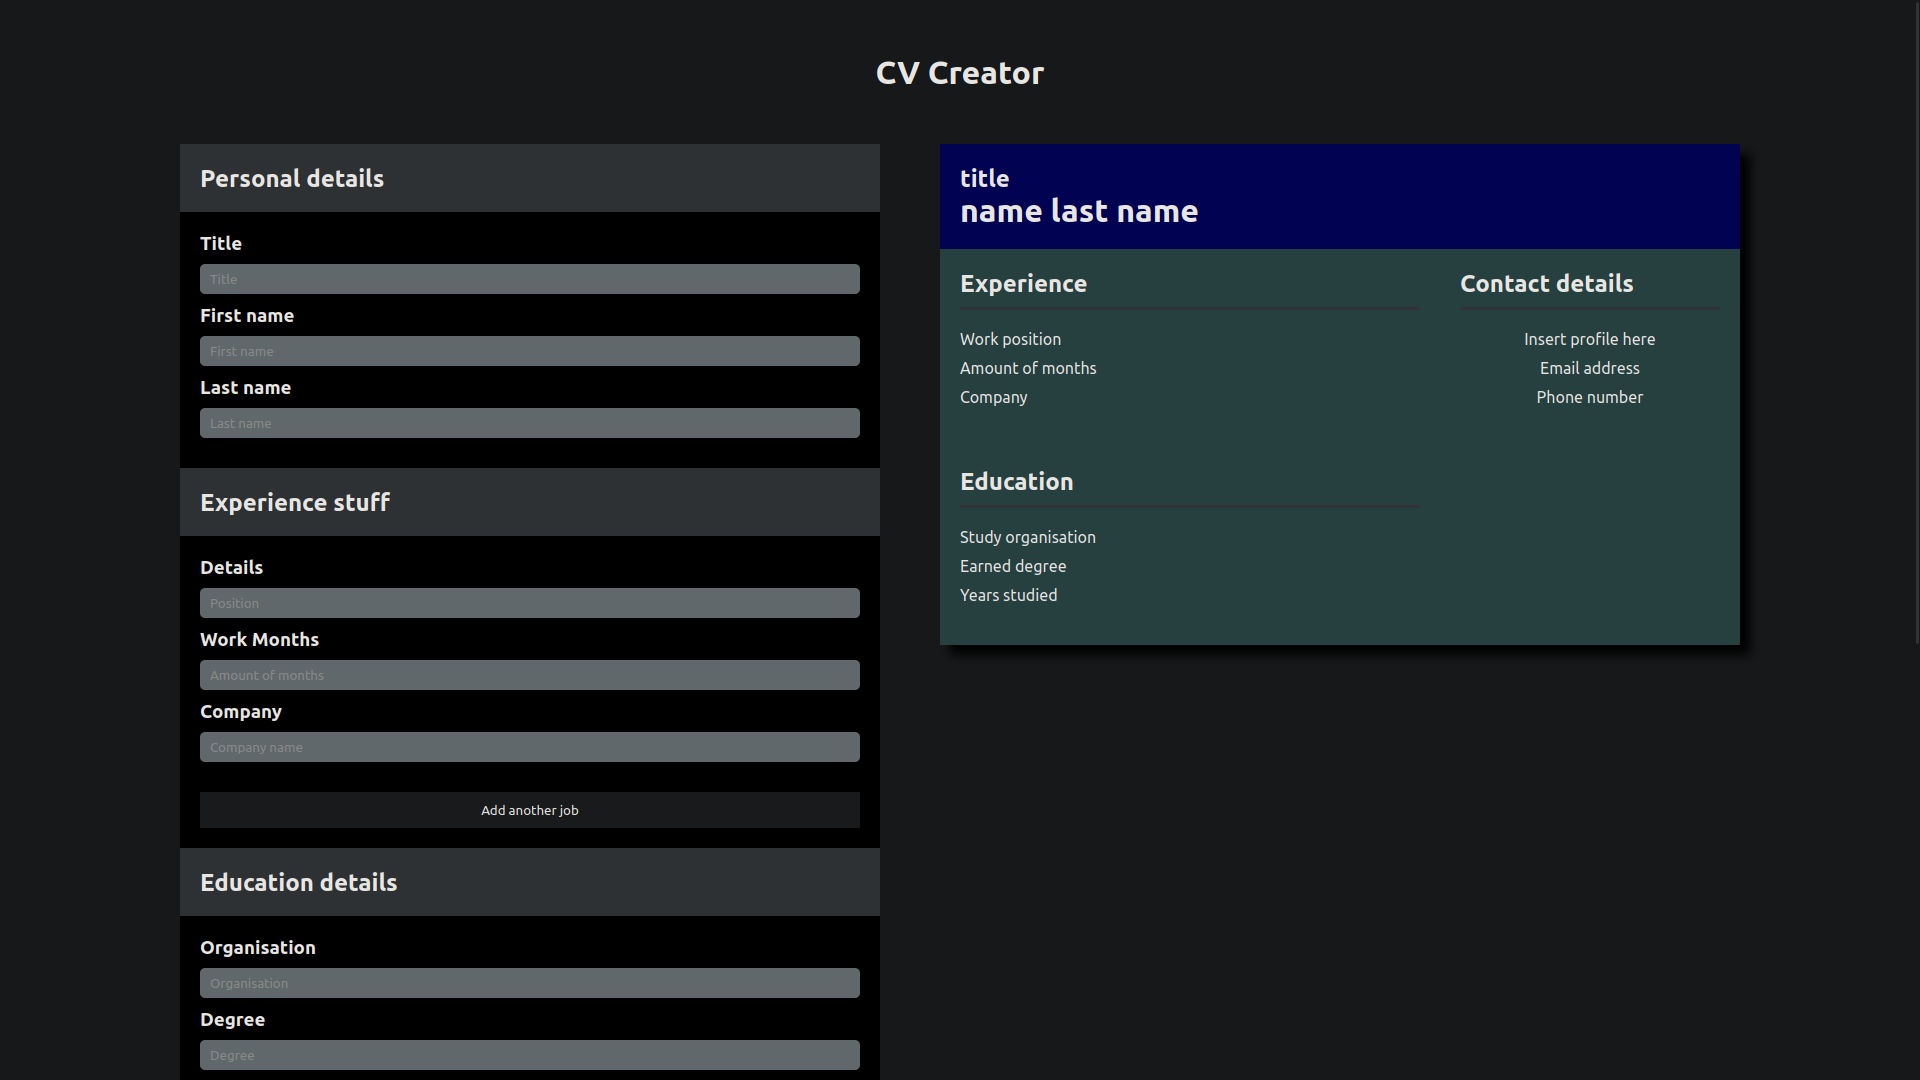 CV Creator
Personal details
Title
Title
First name
First name
Last name
Last name
Experience stuff
Details
Position
Work Months
Amount of months
Company
Company name
Add another job
Education details
Organisation
Organisation
Degree
Degree
title
name last name
Experience
Work position
Amount of months
Company
Education
Study organisation
Earned degree
Years studied
Contact details
Insert profile here
Email address
Phone number